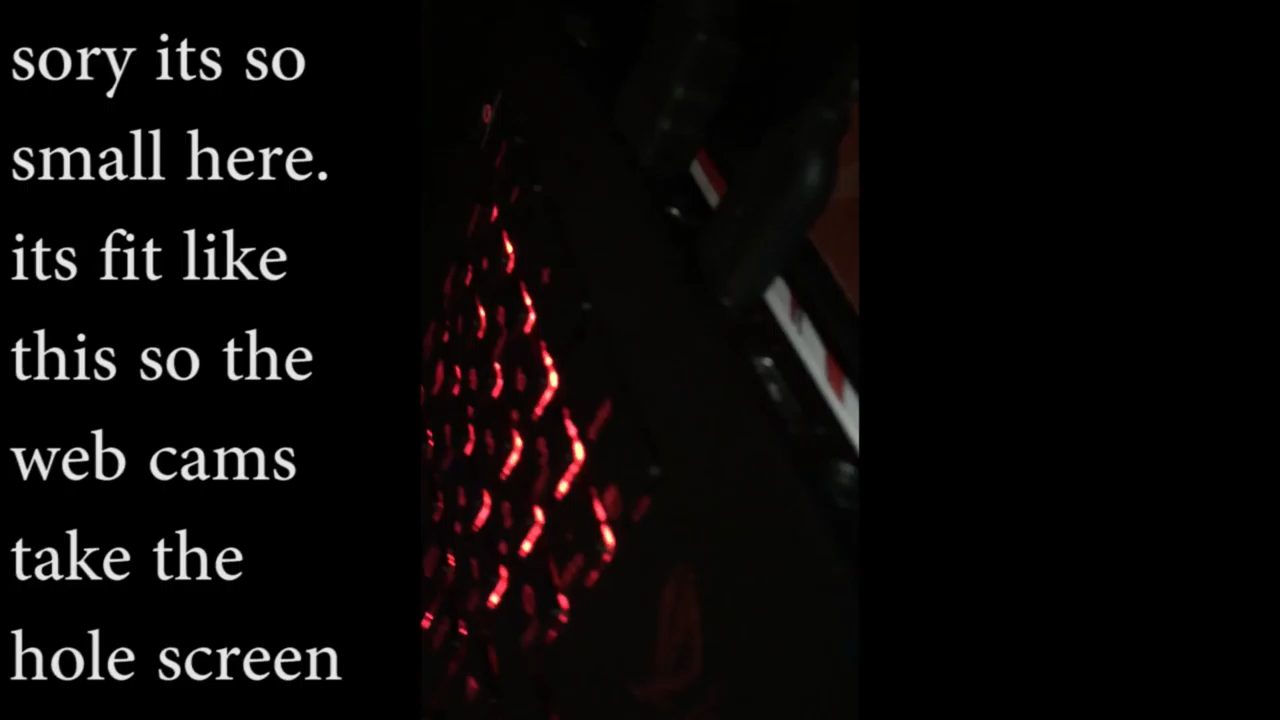 sory its so
small here.
its fit like
this so the
web cams
take the
hole screen